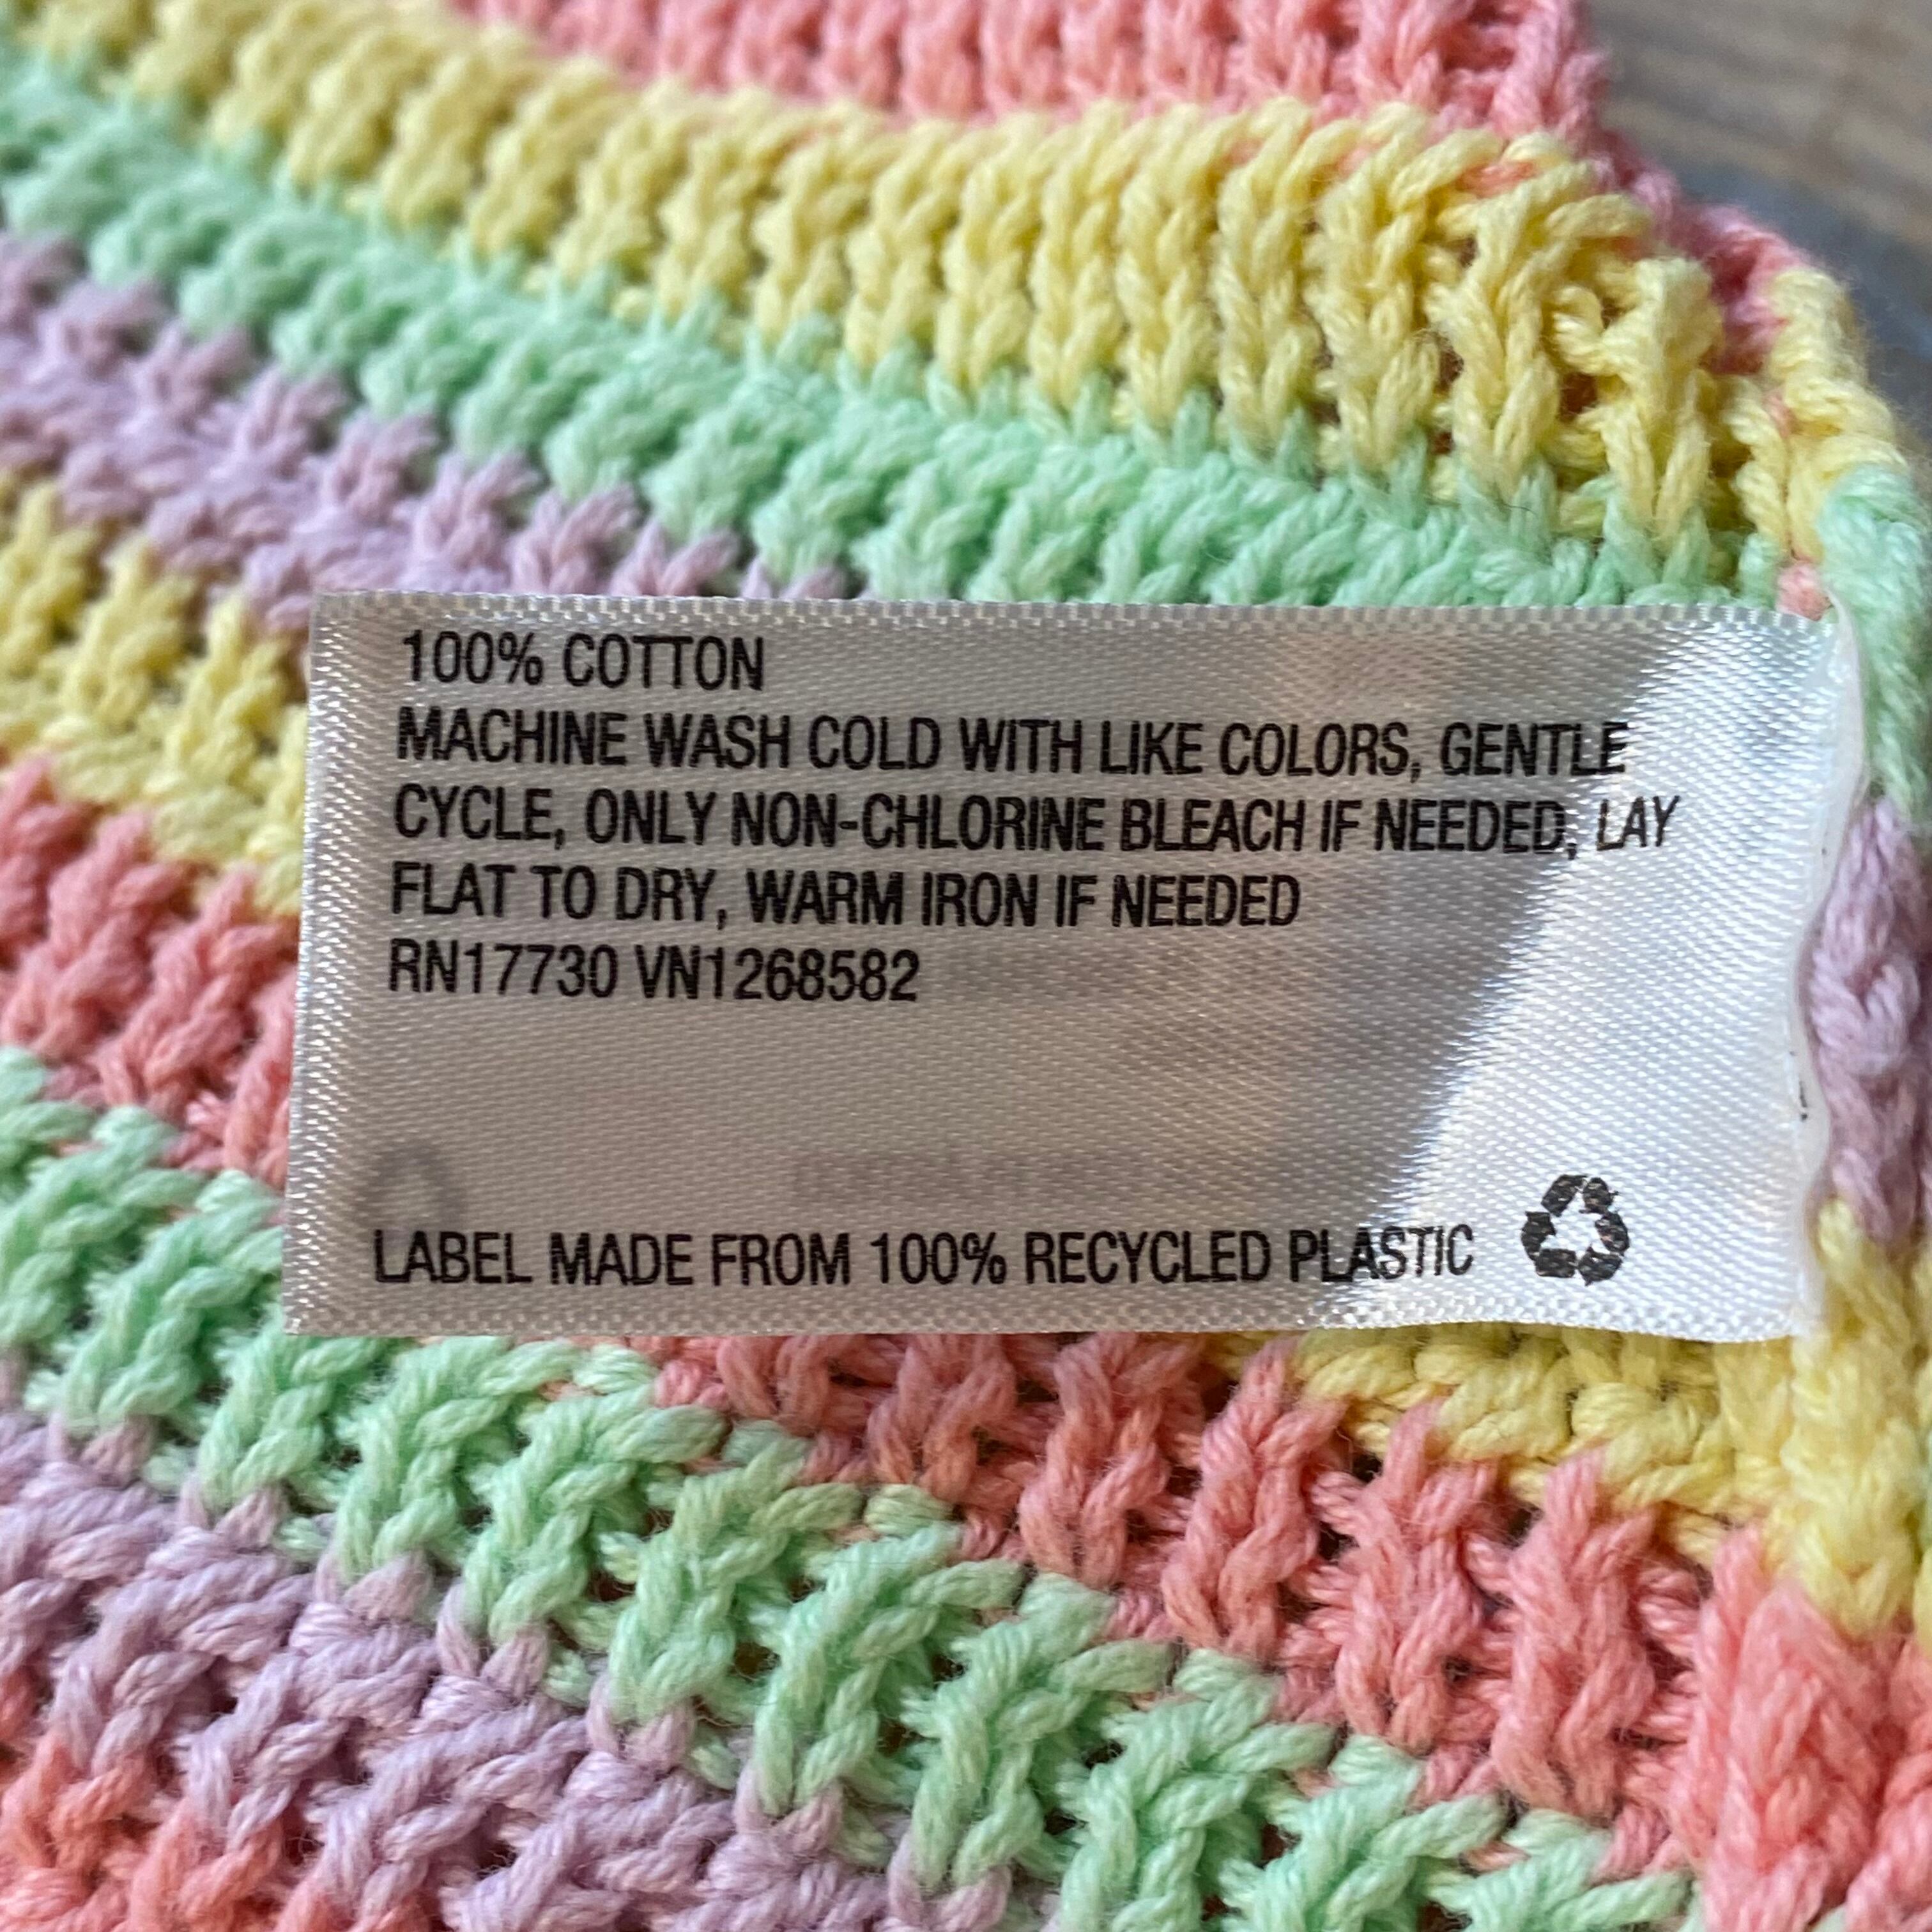 100% COTTON
MACHINE WASH COLD WITH LIKE COLORS, GENTLE
CYCLE, ONLY NON-CHLORINE BLEACH IF NEEDED, LAY
FLAT TO DRY, WARM IRON IF NEEDED
RN17730 VN1268582
LABEL MADE FROM 100% RECYCLED PLASTIC